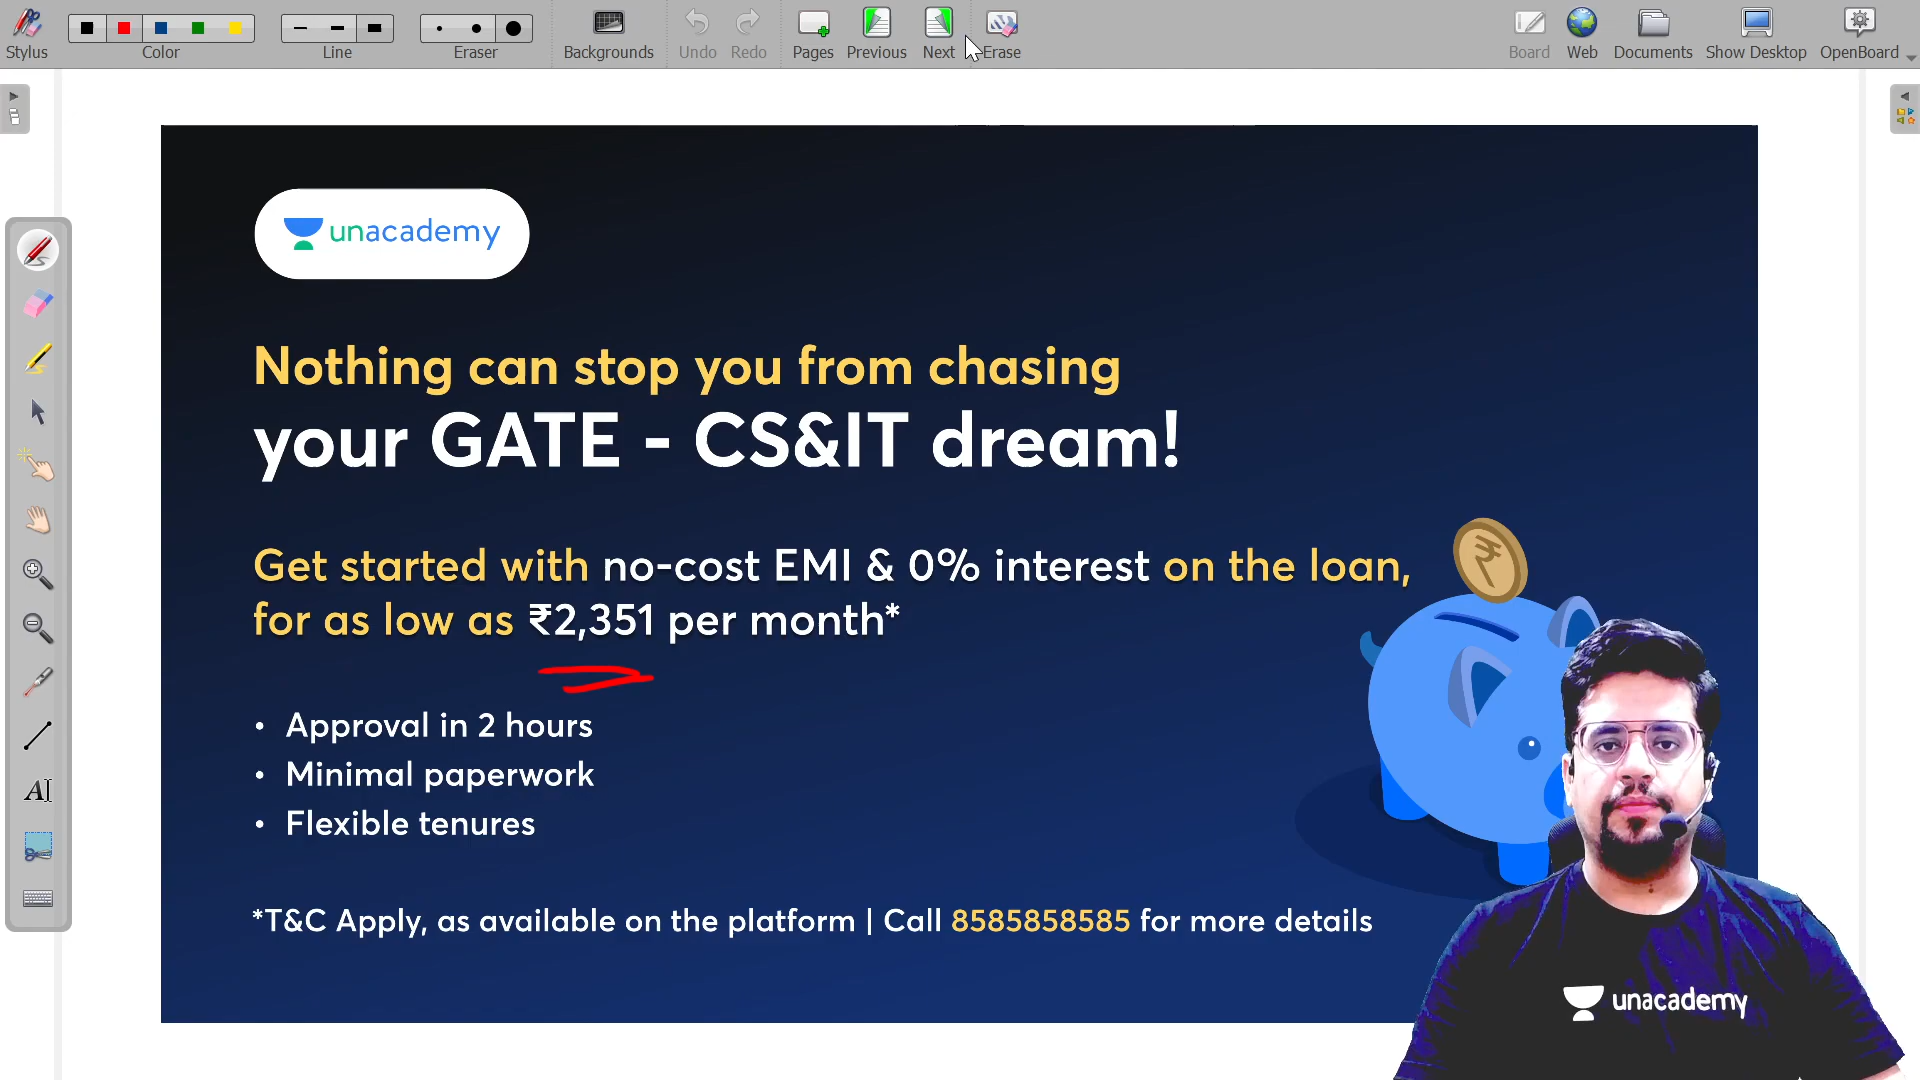 Stylus
Color
Line
Eraser
Backgrounds
Undo
Redo
Pages
Previous
Next
Erase
Board
Web
Documents
Show Desktop
OpenBoard
unacademy
Nothing can stop you from chasing
your GATE - CS&IT dream!
Get started with no-cost EMI & 0% interest on the loan,
for as low as ₹2,351 per month*
• Approval in 2 hours
• Minimal paperwork
• Flexible tenures
*T&C Apply, as available on the platform | Call 8585858585 for more details
unacademy